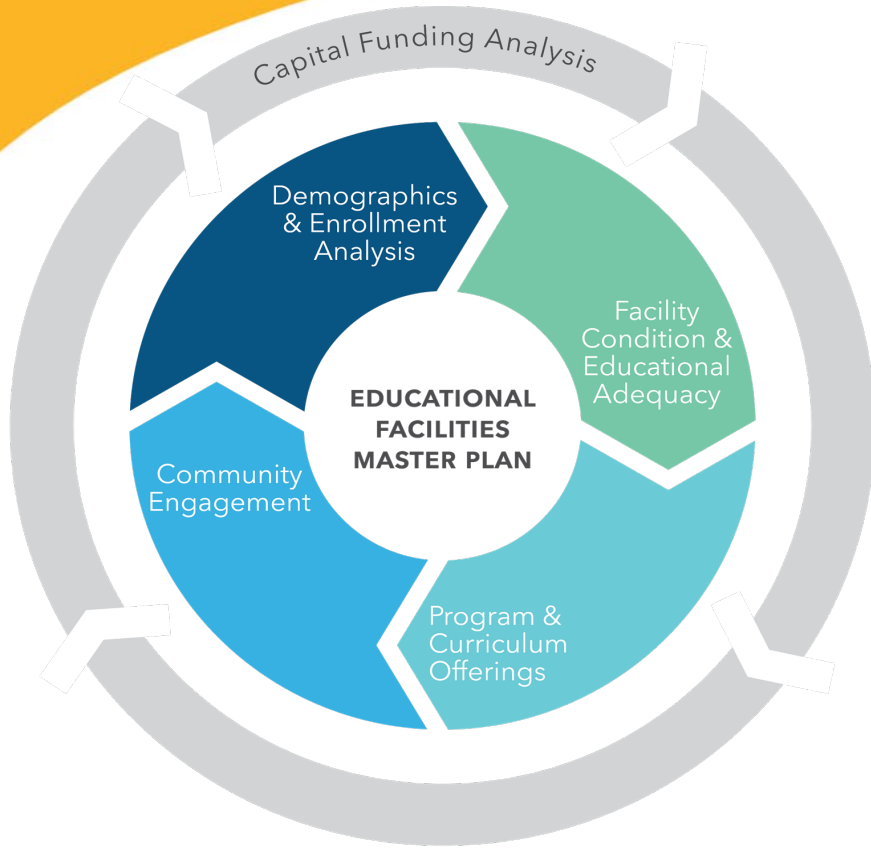 Capital Funding Analysis
Demographics
& Enrollment
Analysis
Facility
Condition &
Educational
Adequacy
EDUCATIONAL
FACILITIES
MASTER PLAN
Community
Engagement
Program &
Curriculum
Offerings